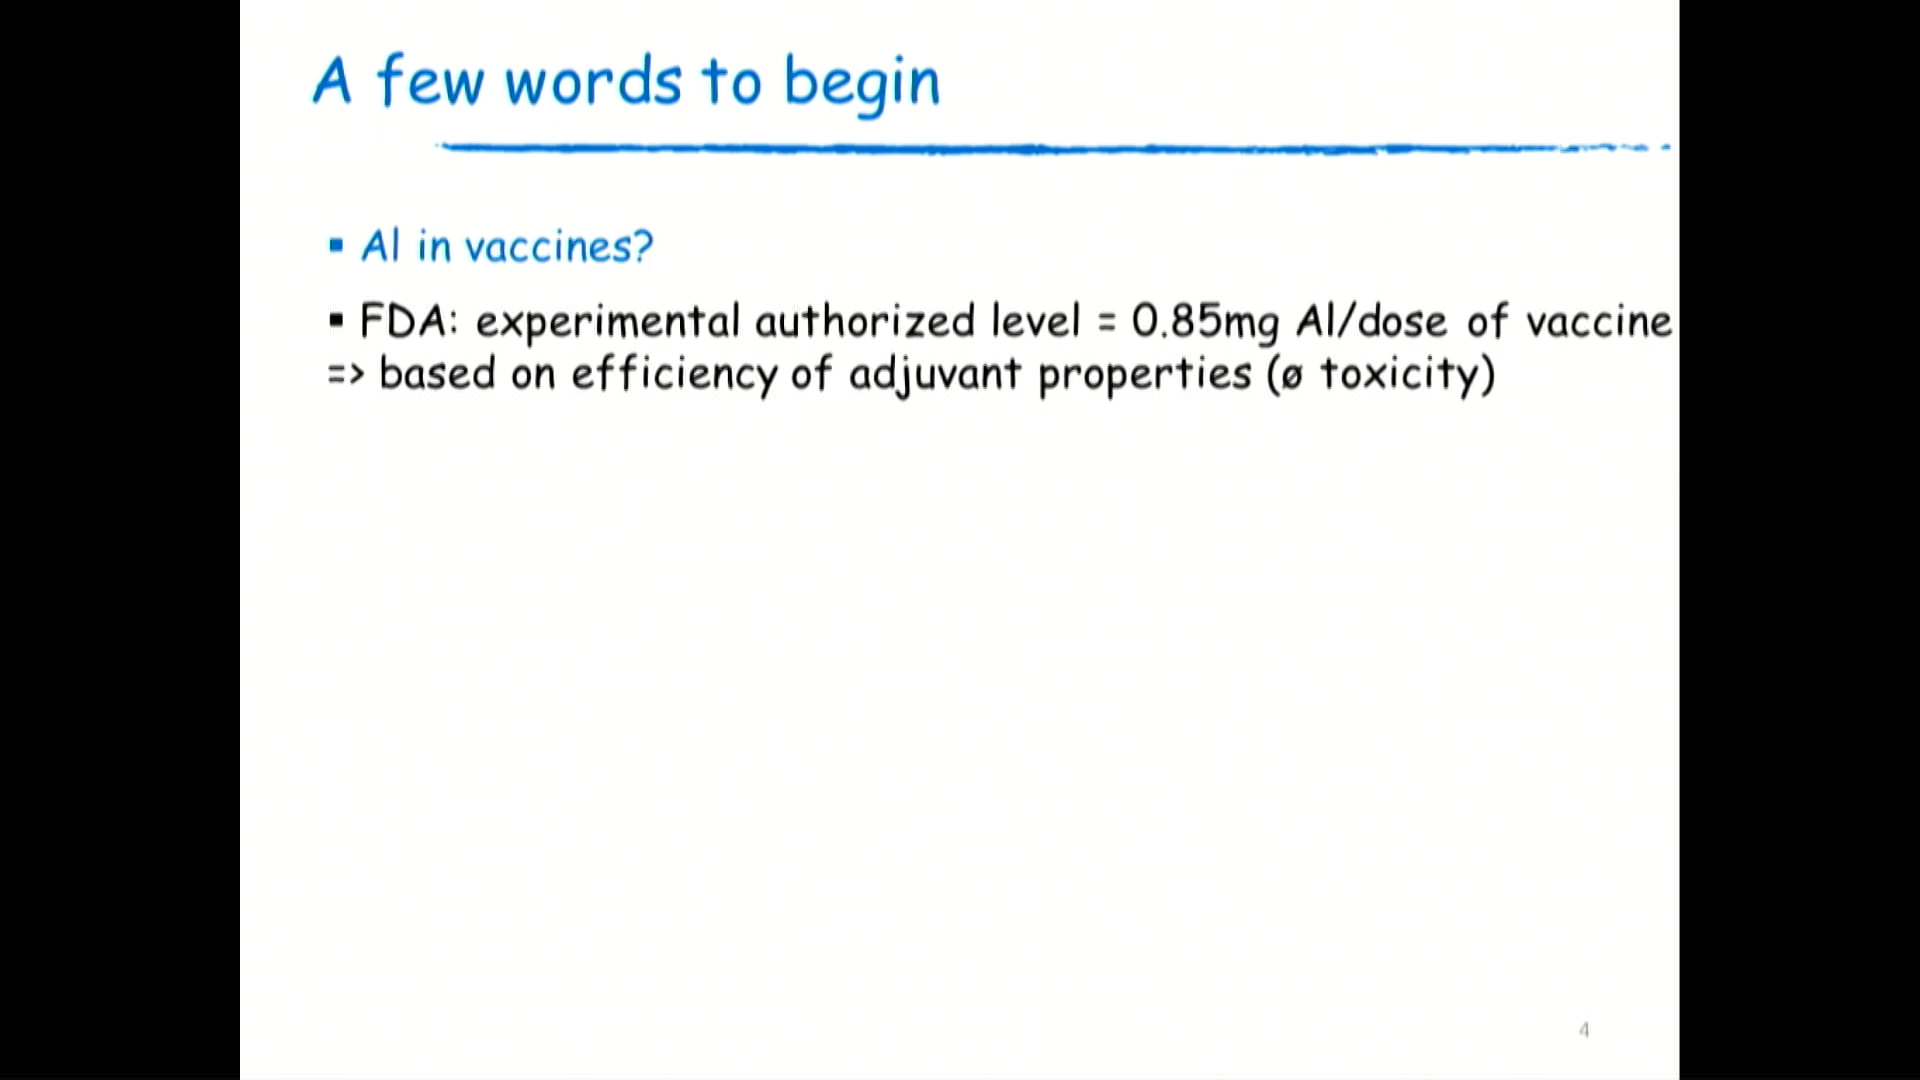 A few words to begin
▪ Al in vaccines?
▪ FDA: experimental authorized level = 0.85mg Al/dose of vaccine
=> based on efficiency of adjuvant properties (ø toxicity)
4